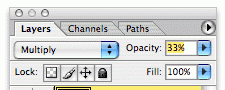 Layers Channels Paths
Multiply Opacity: 33%
Lock: Fill: 100%